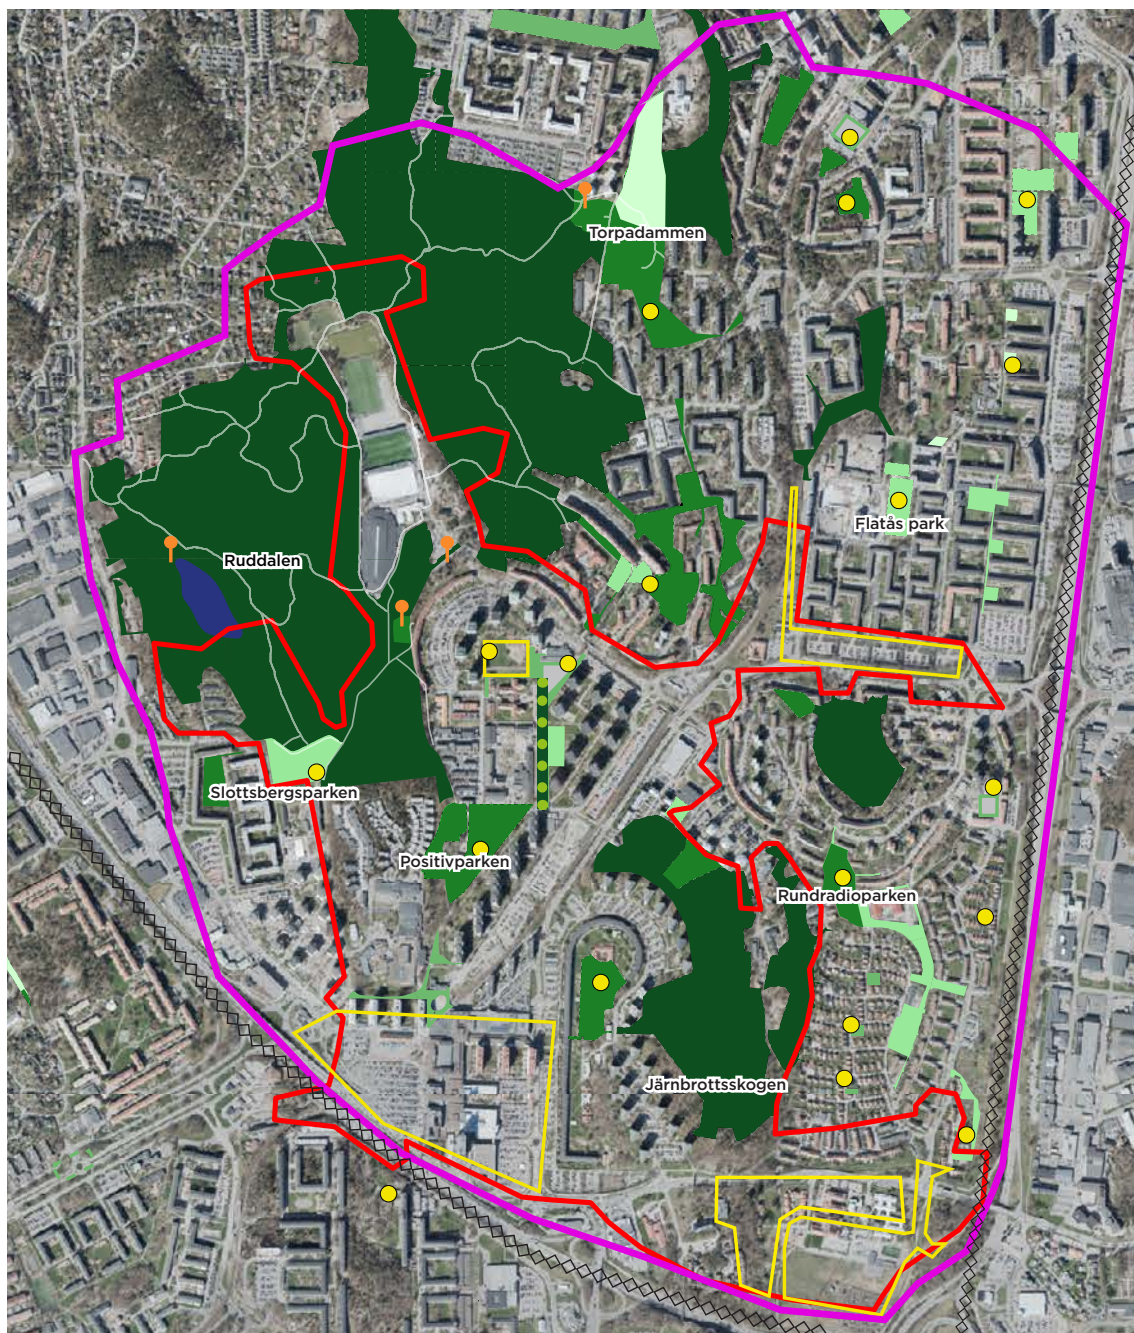 Torpadammen
Flatås park
Ruddalen
Slottsbergsparken
Positivparken
Rundradioparken
Järnbrottsskogen